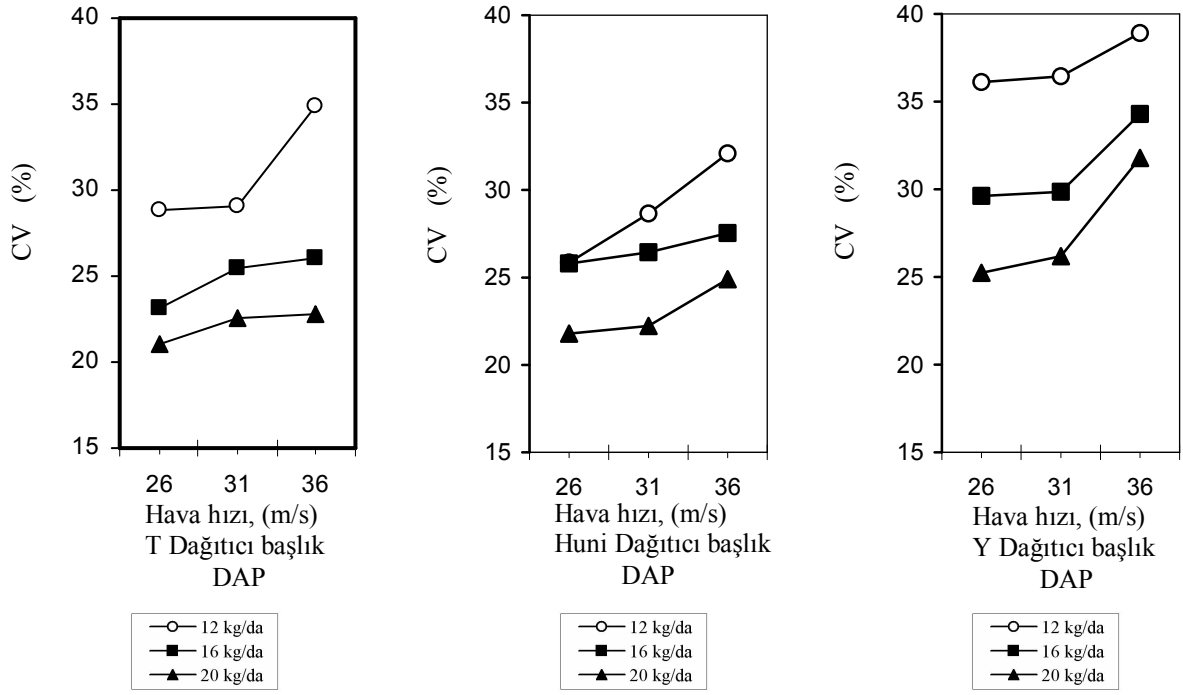 40
35
30
25
20
15
CV (%)
26 31 36
Hava hızı, (m/s)
T Dağıtıcı başlık
DAP
12 kg/da
16 kg/da
20 kg/da
40
35
30
25
20
15
CV (%)
26 31 36
Hava hızı, (m/s)
Huni Dağıtıcı başlık
DAP
12 kg/da
16 kg/da
20 kg/da
40
35
30
25
20
15
CV (%)
26 31 36
Hava hızı, (m/s)
Y Dağıtıcı başlık
DAP
12 kg/da
16 kg/da
20 kg/da